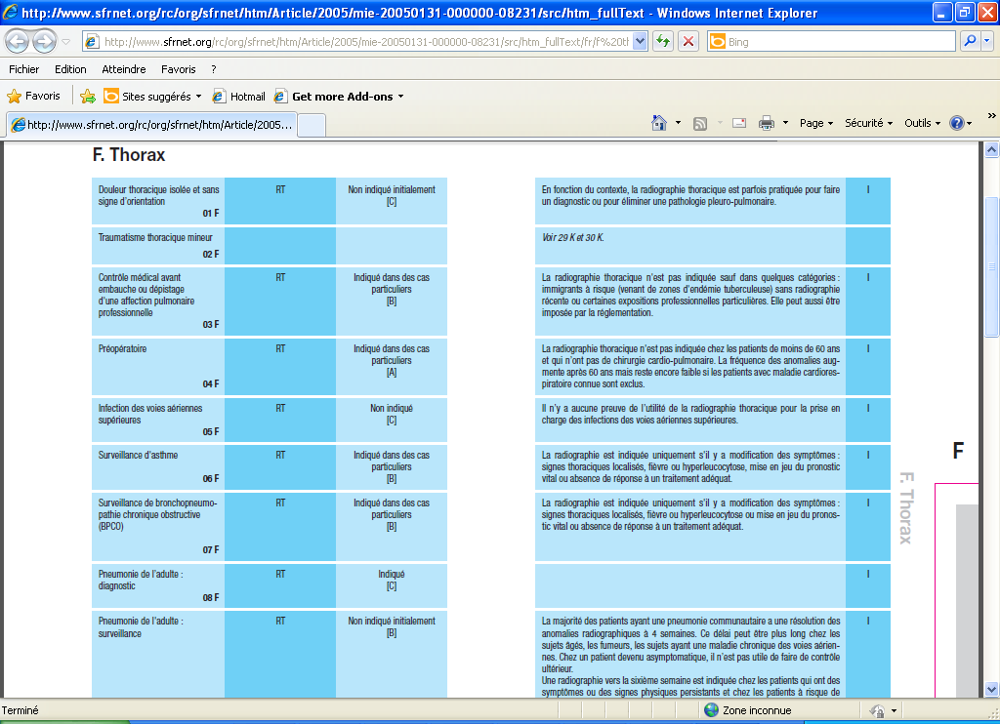 http://www.sfrnet.org/rc/org/sfrnet/htm/Article/2005/mie-20050131-000000-08231/src/htm_fullText - Windows Internet Explorer
http://www.sfrnet.org/rc/org/sfrnet/htm/Article/2005/mie-20050131-000000-08231/src/htm_fullText/fr/f%20th
Bing
Fichier Edition Atteindre Favoris ?
Favoris Sites suggérés Hotmail Get more Add-ons
http://www.sfrnet.org/rc/org/sfrnet/htm/Article/2005... Page Sécurité Outils »
F. Thorax
Douleur thoracique isolée et sans
signe d'orientation
01 F
RT
Non indiqué initialement
[C]
En fonction du contexte, la radiographie thoracique est parfois pratiquée pour faire
un diagnostic ou pour éliminer une pathologie pleuro-pulmonaire.
I
Traumatisme thoracique mineur
02 F
Voir 29 K et 30 K.
Contrôle médical avant
embauche ou dépistage
d'une affection pulmonaire
professionnelle
03 F
RT
Indiqué dans des cas
particuliers
[B]
La radiographie thoracique n'est pas indiquée sauf dans quelques catégories :
immigrants à risque (venant de zones d'endémie tuberculeuse) sans radiographie
récente ou certaines expositions professionnelles particulières. Elle peut aussi être
imposée par la réglementation.
I
Préopératoire
04 F
RT
Indiqué dans des cas
particuliers
[A]
La radiographie thoracique n'est pas indiquée chez les patients de moins de 60 ans
et qui n'ont pas de chirurgie cardio-pulmonaire. La fréquence des anomalies aug-
mente après 60 ans mais reste encore faible si les patients avec maladie cardiores-
piratoire connue sont exclus.
I
Infection des voies aériennes
supérieures
05 F
RT
Non indiqué
[C]
Il n'y a aucune preuve de l'utilité de la radiographie thoracique pour la prise en
charge des infections des voies aériennes supérieures.
I
Surveillance d'asthme
06 F
RT
Indiqué dans des cas
particuliers
[B]
La radiographie est indiquée uniquement s'il y a modification des symptômes :
signes thoraciques localisés, fièvre ou hyperleucocytose, mise en jeu du pronostic
vital ou absence de réponse à un traitement adéquat.
I
Surveillance de bronchopneumo-
pathie chronique obstructive
(BPCO)
07 F
RT
Indiqué dans des cas
particuliers
[B]
La radiographie est indiquée uniquement s'il y a modification des symptômes :
signes thoraciques localisés, fièvre ou hyperleucocytose ou mise en jeu du pronos-
tic vital ou absence de réponse à un traitement adéquat.
I
Pneumonie de l'adulte :
diagnostic
08 F
RT
Indiqué
[C]
I
Pneumonie de l'adulte :
surveillance
RT
Non indiqué initialement
[B]
La majorité des patients ayant une pneumonie communautaire a une résolution des
anomalies radiographiques à 4 semaines. Ce délai peut être plus long chez les
sujets âgés, les fumeurs, les sujets ayant une maladie chronique des voies aérien-
nes. Chez un patient devenu asymptomatique, il n'est pas utile de faire de contrôle
ultérieur.
Une radiographie vers la sixième semaine est indiquée chez les patients qui ont des
symptômes ou des signes physiques persistants et chez les patients à risque de
I
F. Thorax
F
Terminé
Zone inconnue